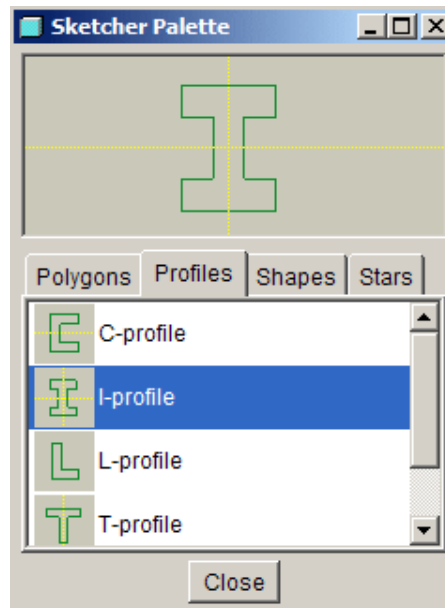 Sketcher Palette
Polygons Profiles Shapes Stars
C-profile
I-profile
L-profile
T-profile
Close